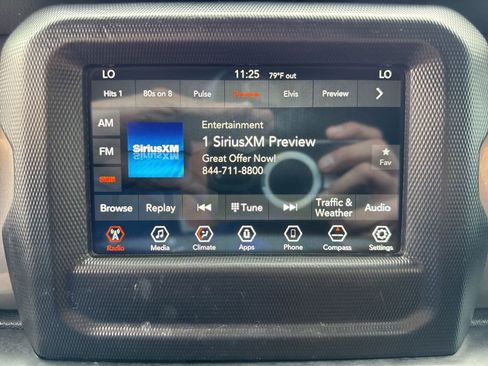 LO 11:25 79°F out LO
Hits 1 80s on 8 Pulse Elvis Preview
AM
FM
SiriusXM
Entertainment
1 SiriusXM Preview
Great Offer Now!
844-711-8800
Fav
Browse Replay Tune Traffic & Weather Audio
Radio Media Climate Apps Phone Compass Settings